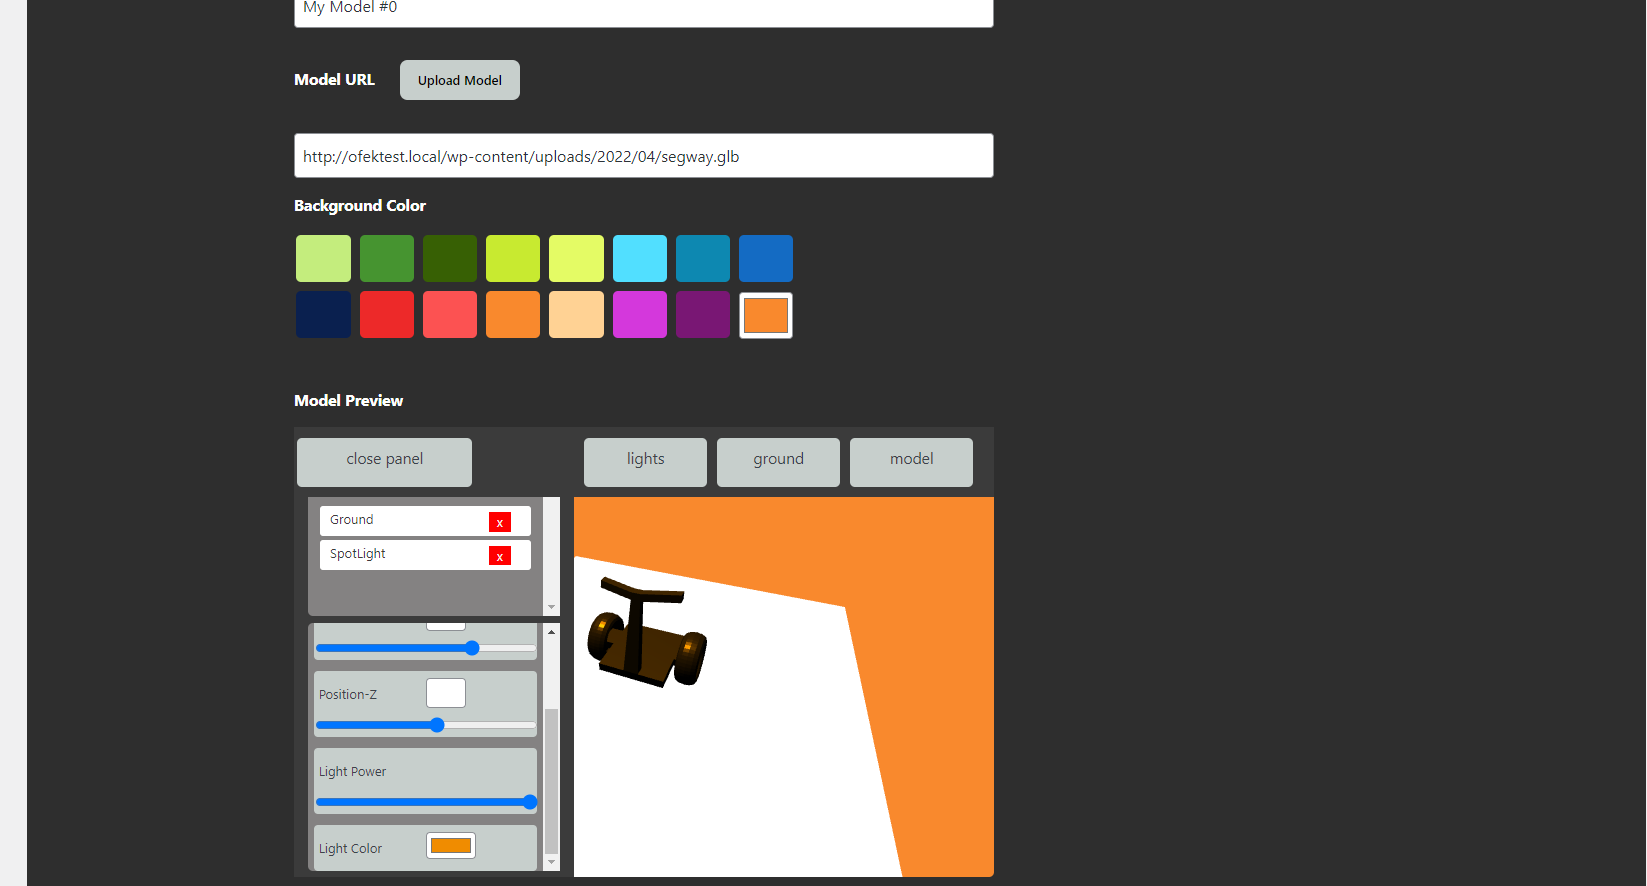 My Model #0
Model URL
Upload Model
http://ofektest.local/wp-content/uploads/2022/04/segway.glb
Background Color
Model Preview
close panel
lights
ground
model
Ground
x
SpotLight
x
Position-Z
Light Power
Light Color